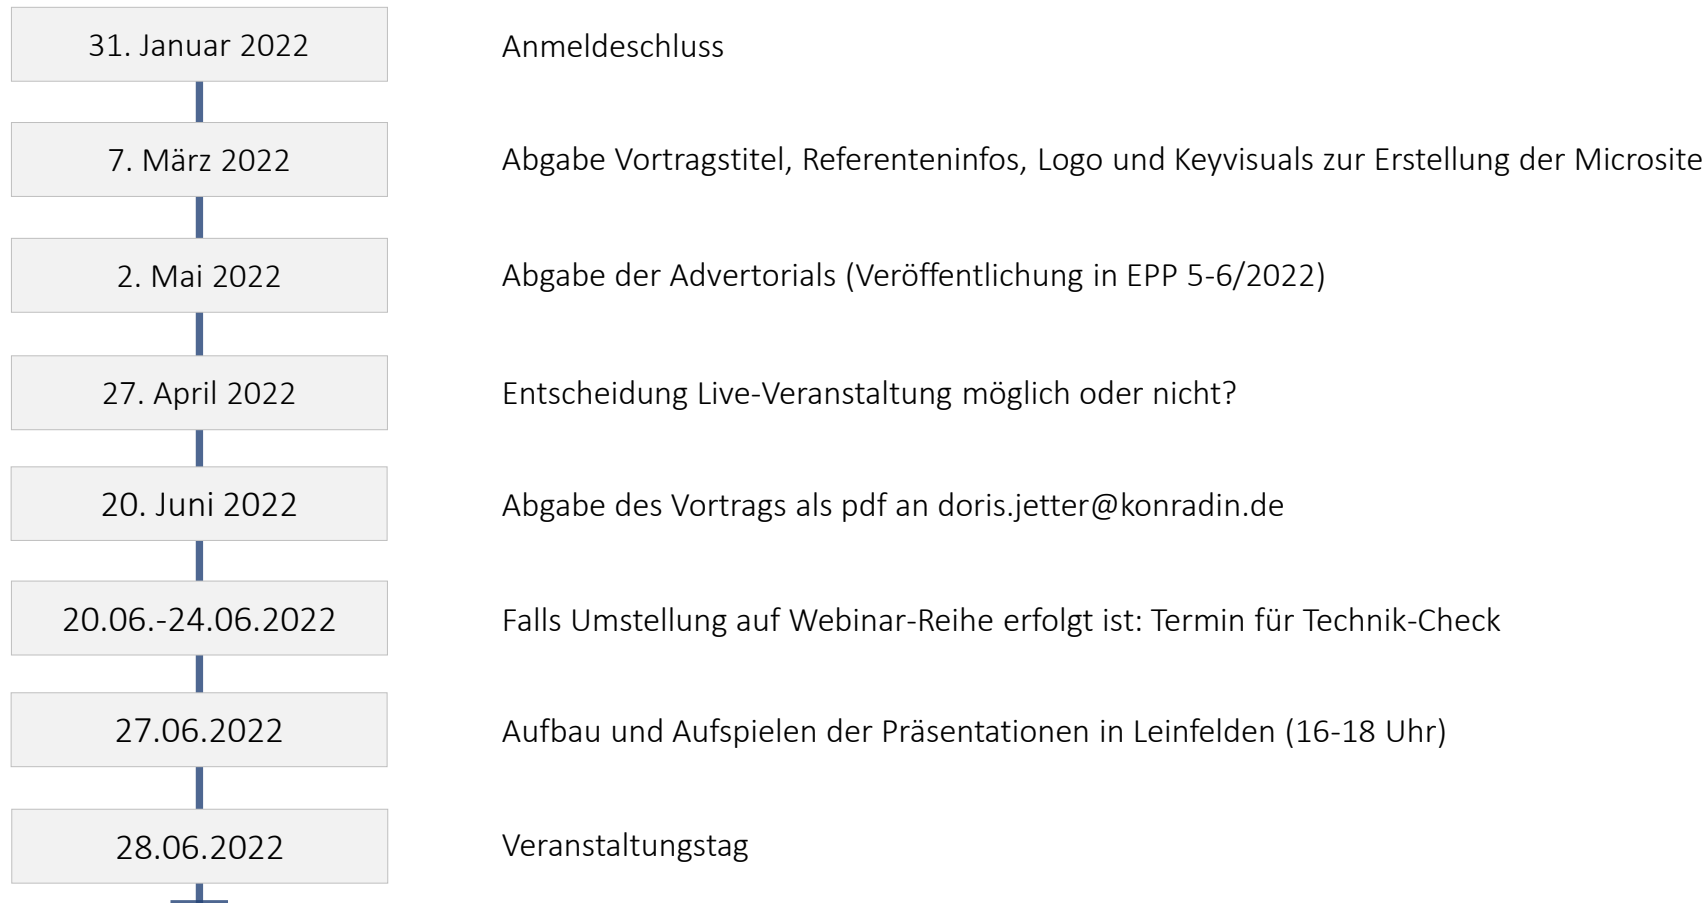 31. Januar 2022 Anmeldeschluss
7. März 2022 Abgabe Vortragstitel, Referenteninfos, Logo und Keyvisuals zur Erstellung der Microsite
2. Mai 2022 Abgabe der Advertorials (Veröffentlichung in EPP 5-6/2022)
27. April 2022 Entscheidung Live-Veranstaltung möglich oder nicht?
20. Juni 2022 Abgabe des Vortrags als pdf an doris.jetter@konradin.de
20.06.-24.06.2022 Falls Umstellung auf Webinar-Reihe erfolgt ist: Termin für Technik-Check
27.06.2022 Aufbau und Aufspielen der Präsentationen in Leinfelden (16-18 Uhr)
28.06.2022 Veranstaltungstag